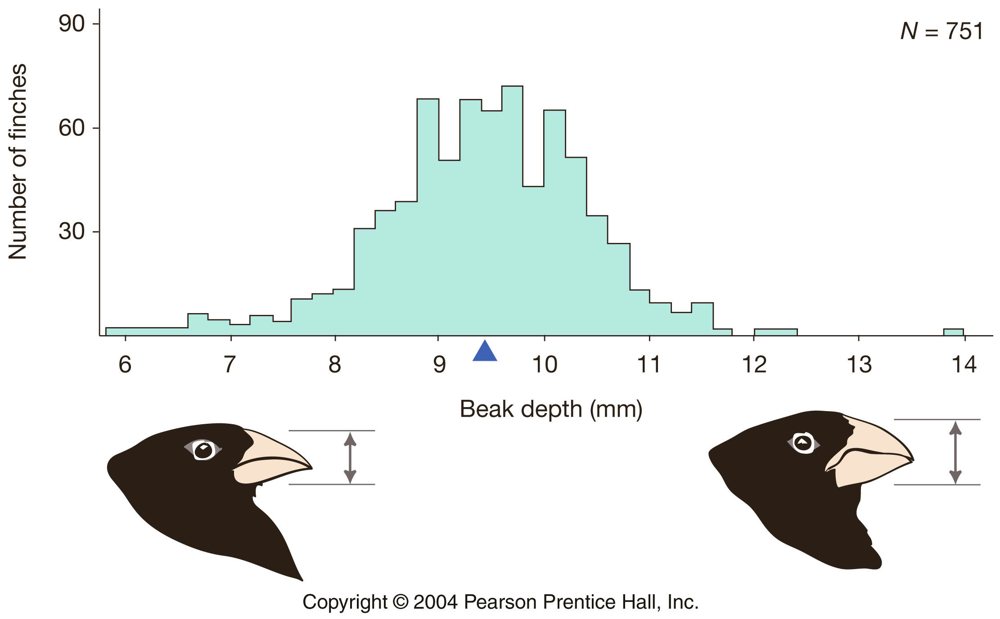 90
N = 751
Number of finches
60
30
6 7 8 9 10 11 12 13 14
Beak depth (mm)
Copyright © 2004 Pearson Prentice Hall, Inc.